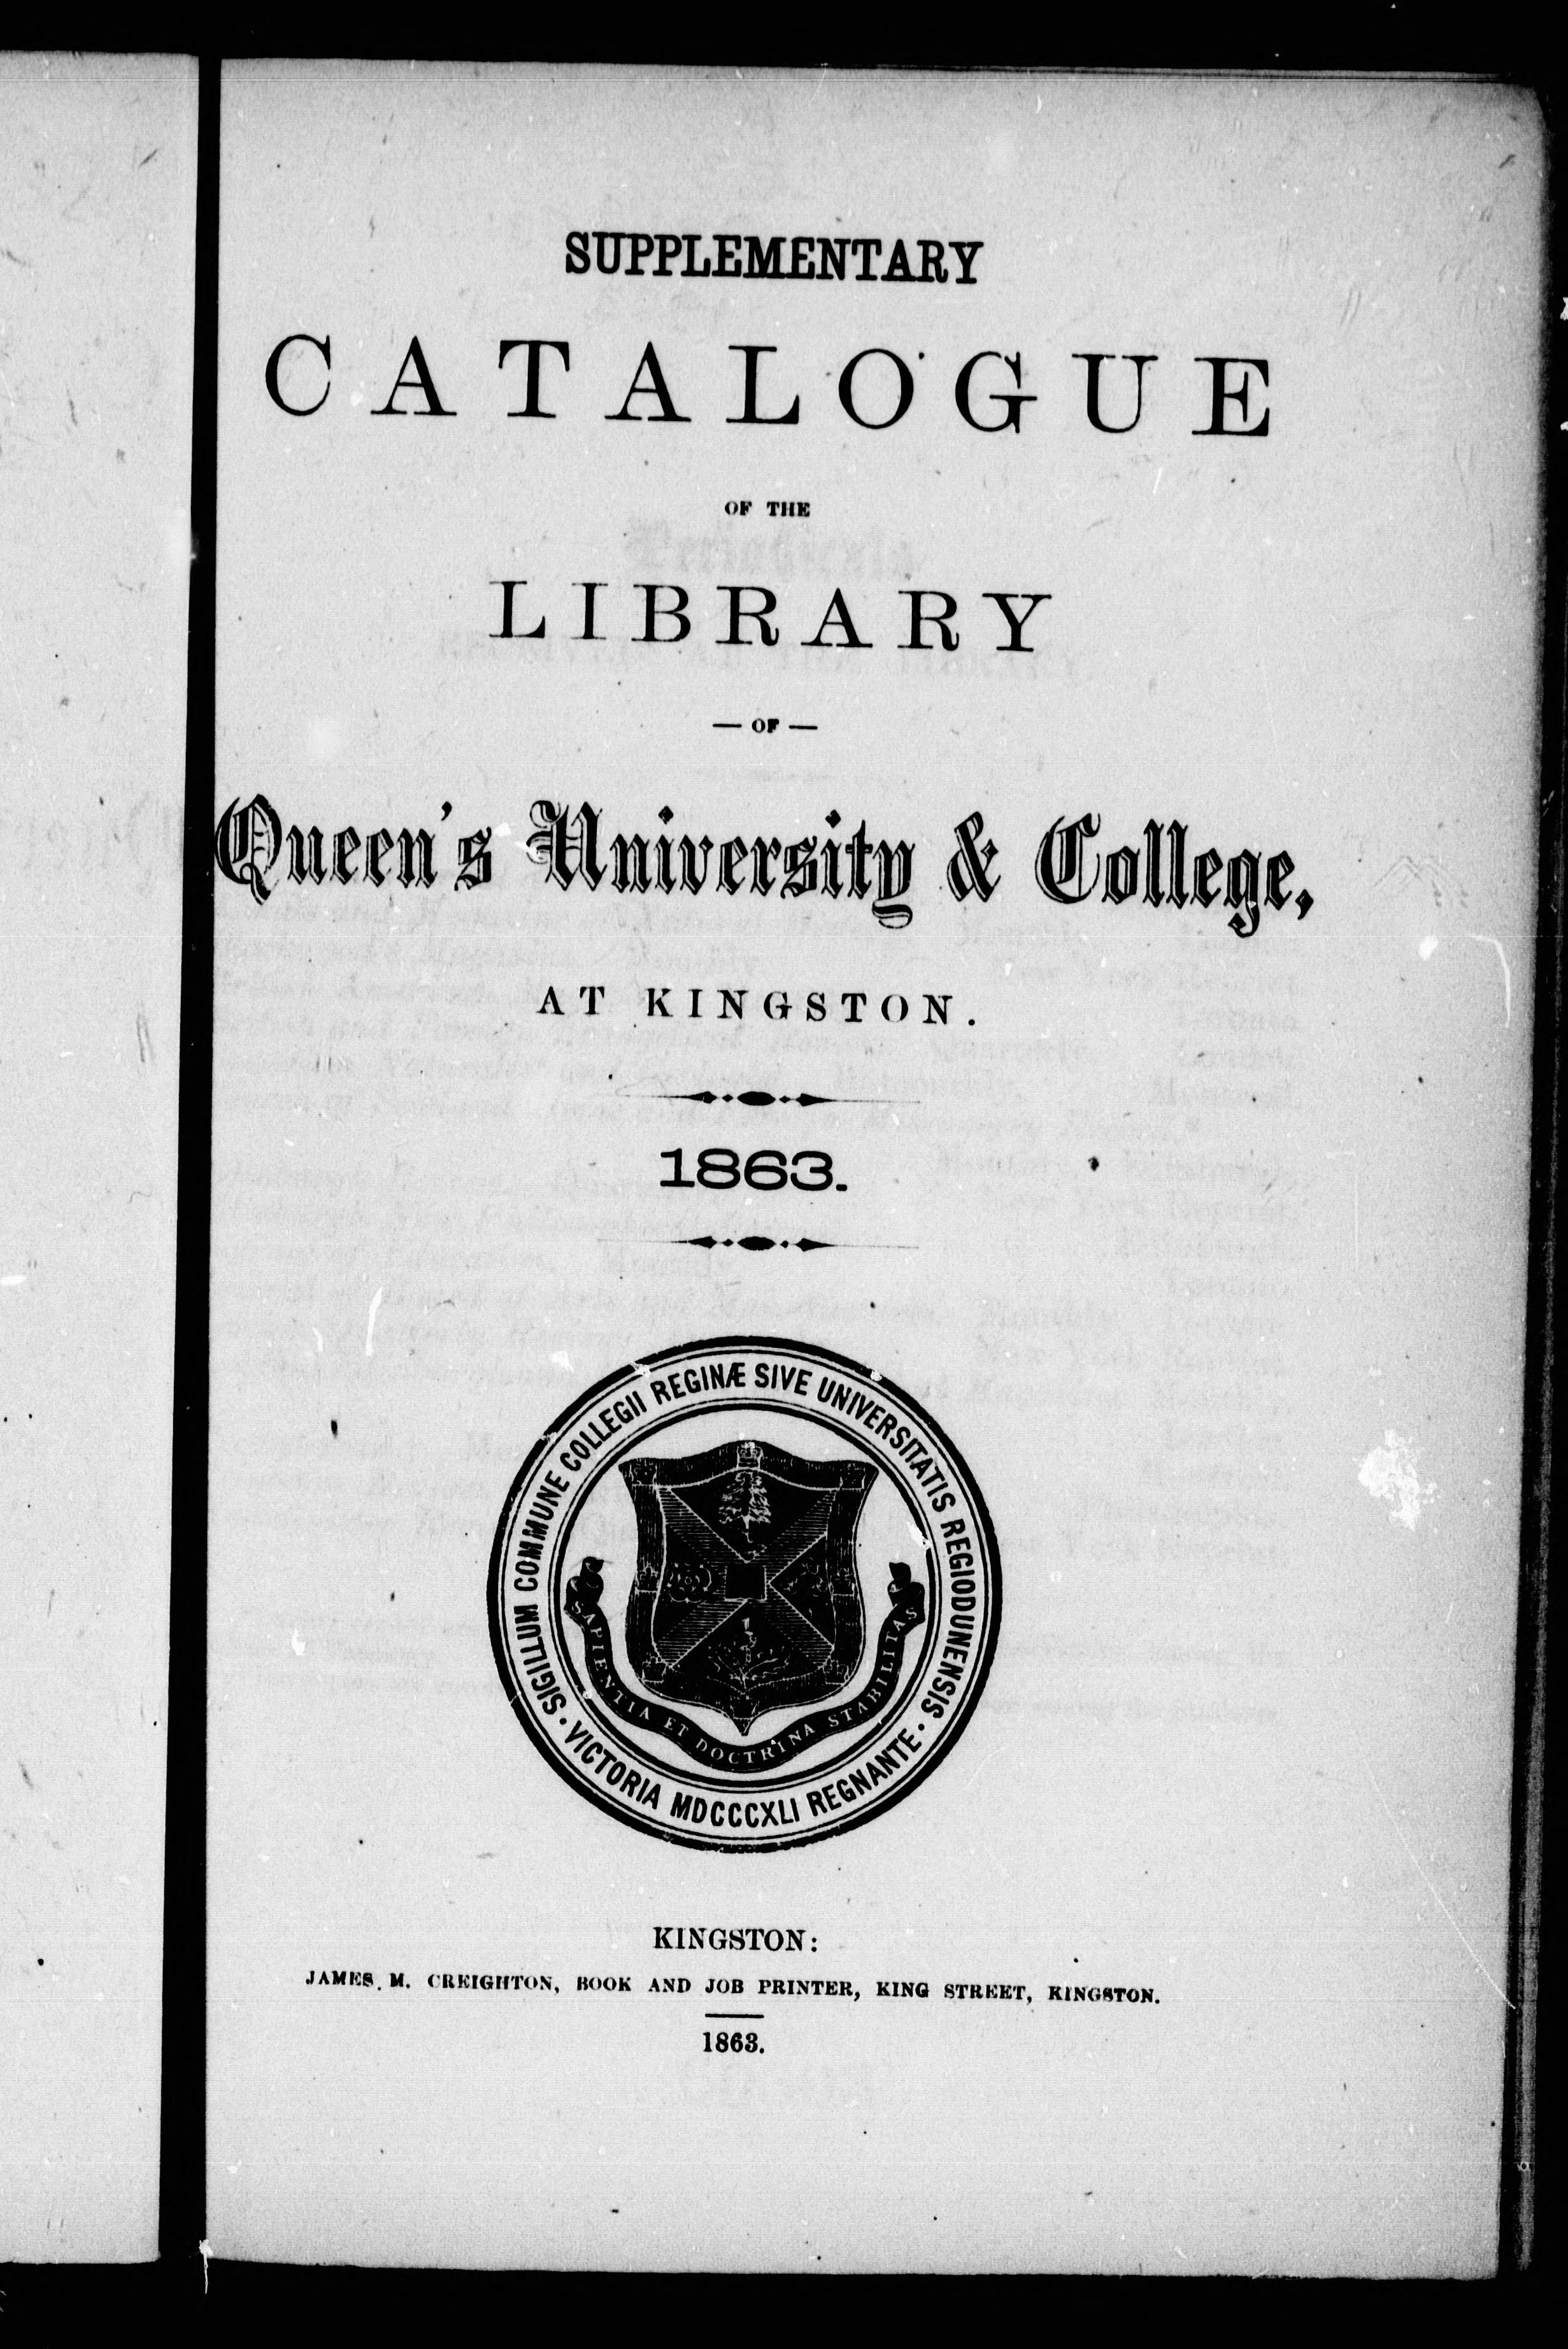 SUPPLEMENTARY
CATALOGUE
OF THE
LIBRARY
— OF —
Queen's University & College,
AT KINGSTON.
1863.
SIGILLUM COMMUNE COLLEGII REGINÆ SIVE UNIVERSITATIS REGIODUNENSIS ·
VICTORIA MDCCCXLI REGNANTE ·
SAPIENTIA ET DOCTRINA STABILITAS
KINGSTON:
JAMES M. CREIGHTON, BOOK AND JOB PRINTER, KING STREET, KINGSTON.
1863.